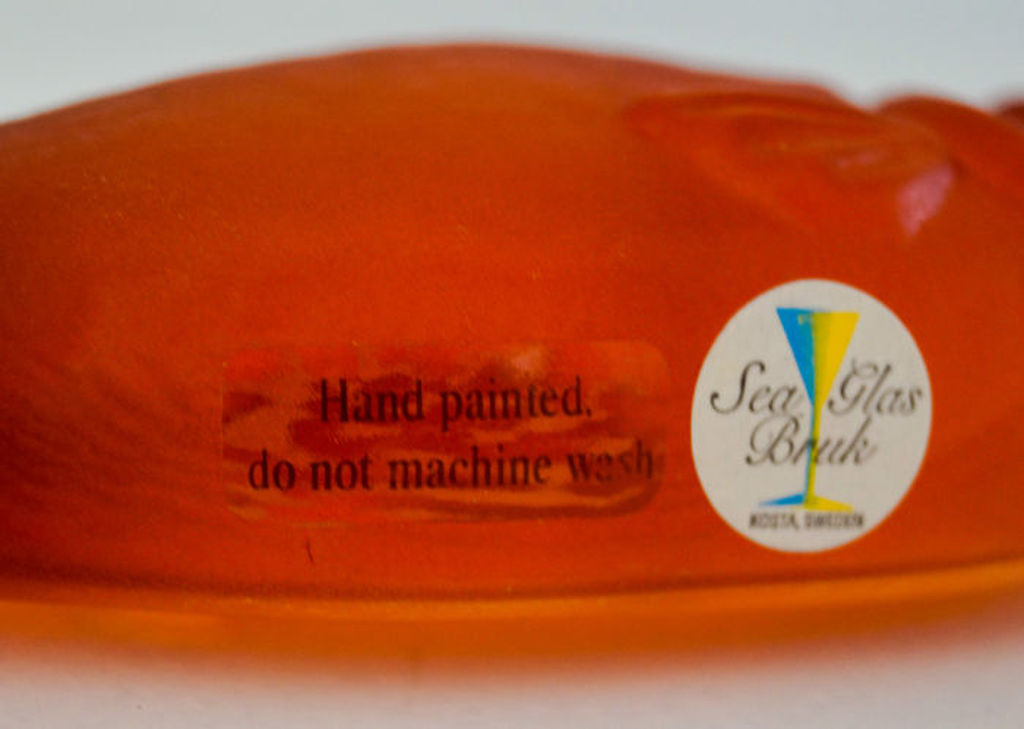 Hand painted,
do not machine wash
Sea Glas
Bruk
KOSTA, SWEDEN